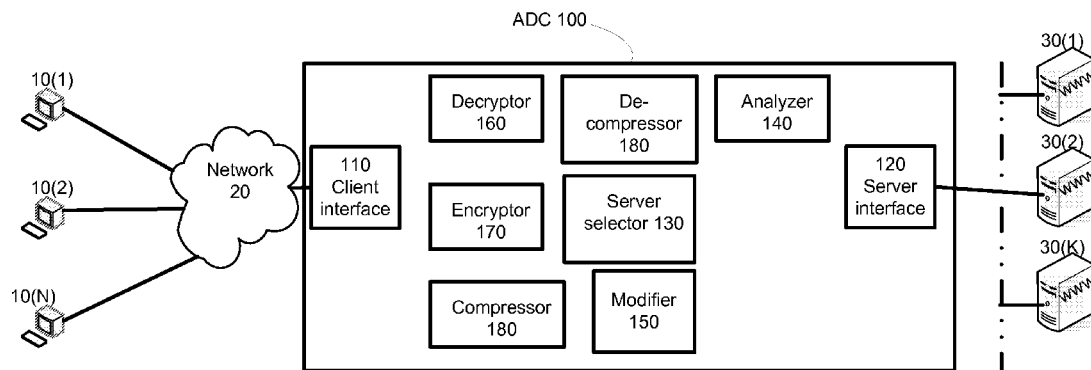 ADC 100
10(1)
10(2)
10(N)
Network
20
110
Client
interface
Decryptor
160
De-
compressor
180
Analyzer
140
Encryptor
170
Server
selector 130
Compressor
180
Modifier
150
120
Server
interface
30(1)
30(2)
30(K)